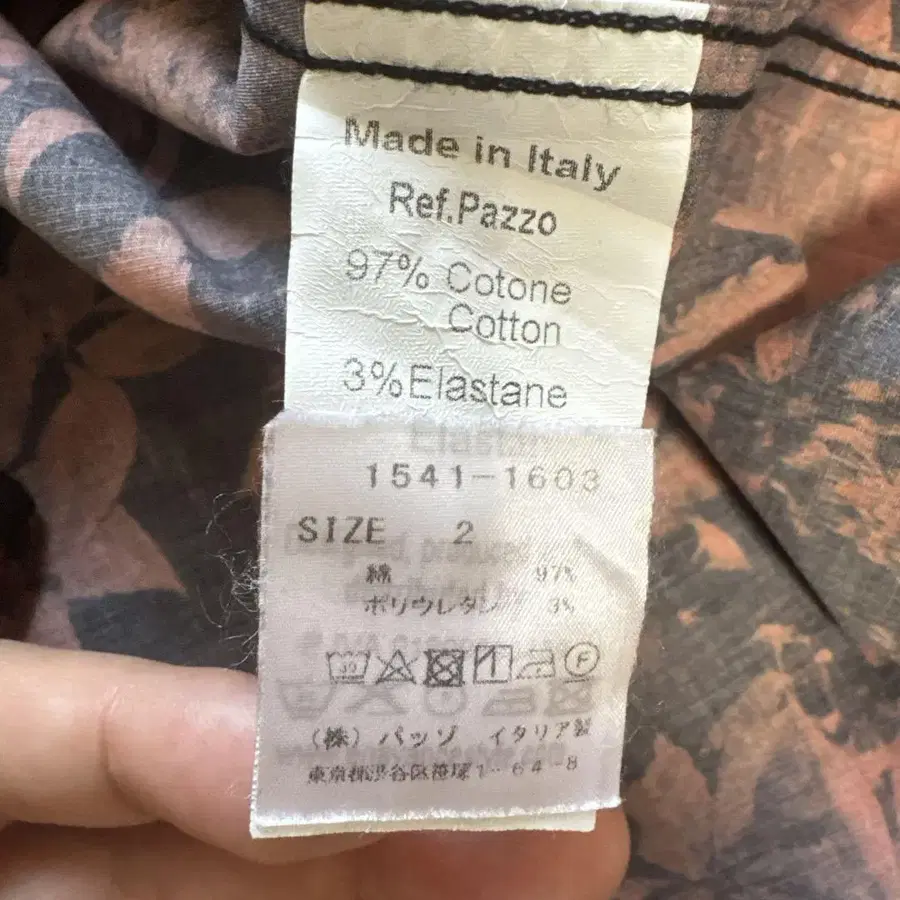 Made in Italy
Ref.Pazzo
97% Cotone
Cotton
3%Elastane
1541-1603
SIZE 2
綿 97%
ポリウレタン 3%
30
(株) パッゾ イタリア製
東京都渋谷区笹塚1-64-8